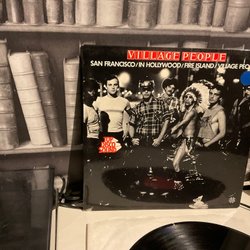 VILLAGE PEOPLE
SAN FRANCISCO/IN HOLLYWOOD/FIRE ISLAND/VILLAGE PEO